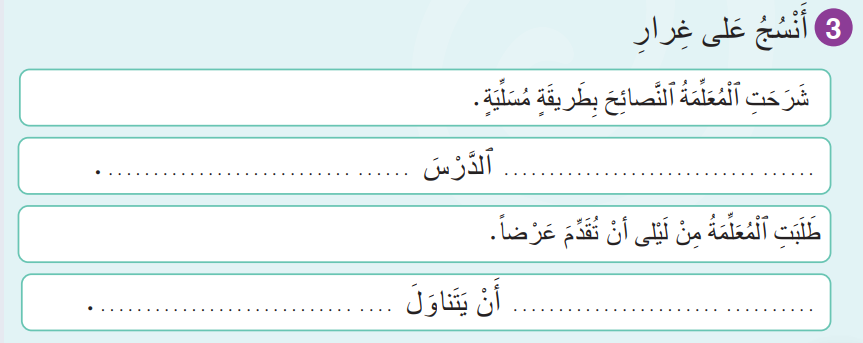 3 أَنْسُجُ عَلى غِرارِ
شَرَحَتِ ٱلْمُعَلِّمَةُ ٱلنَّصائِحَ بِطَريقَةٍ مُسَلِّيَةٍ.
.................................. ٱلدَّرْسَ .................................. .
طَلَبَتِ ٱلْمُعَلِّمَةُ مِنْ لَيْلى أَنْ تُقَدِّمَ عَرْضاً.
.................................. أَنْ يَتَناوَلَ .................................. .